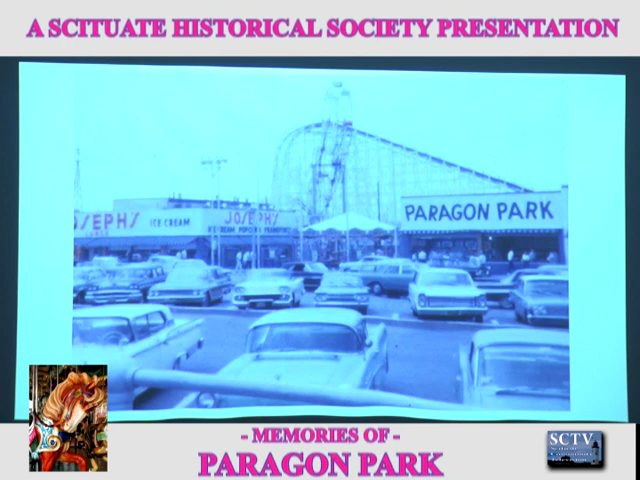 A SCITUATE HISTORICAL SOCIETY PRESENTATION
JOSEPH'S
ICE CREAM
JOSEPH'S
PARAGON PARK
- MEMORIES OF -
PARAGON PARK
SCTV